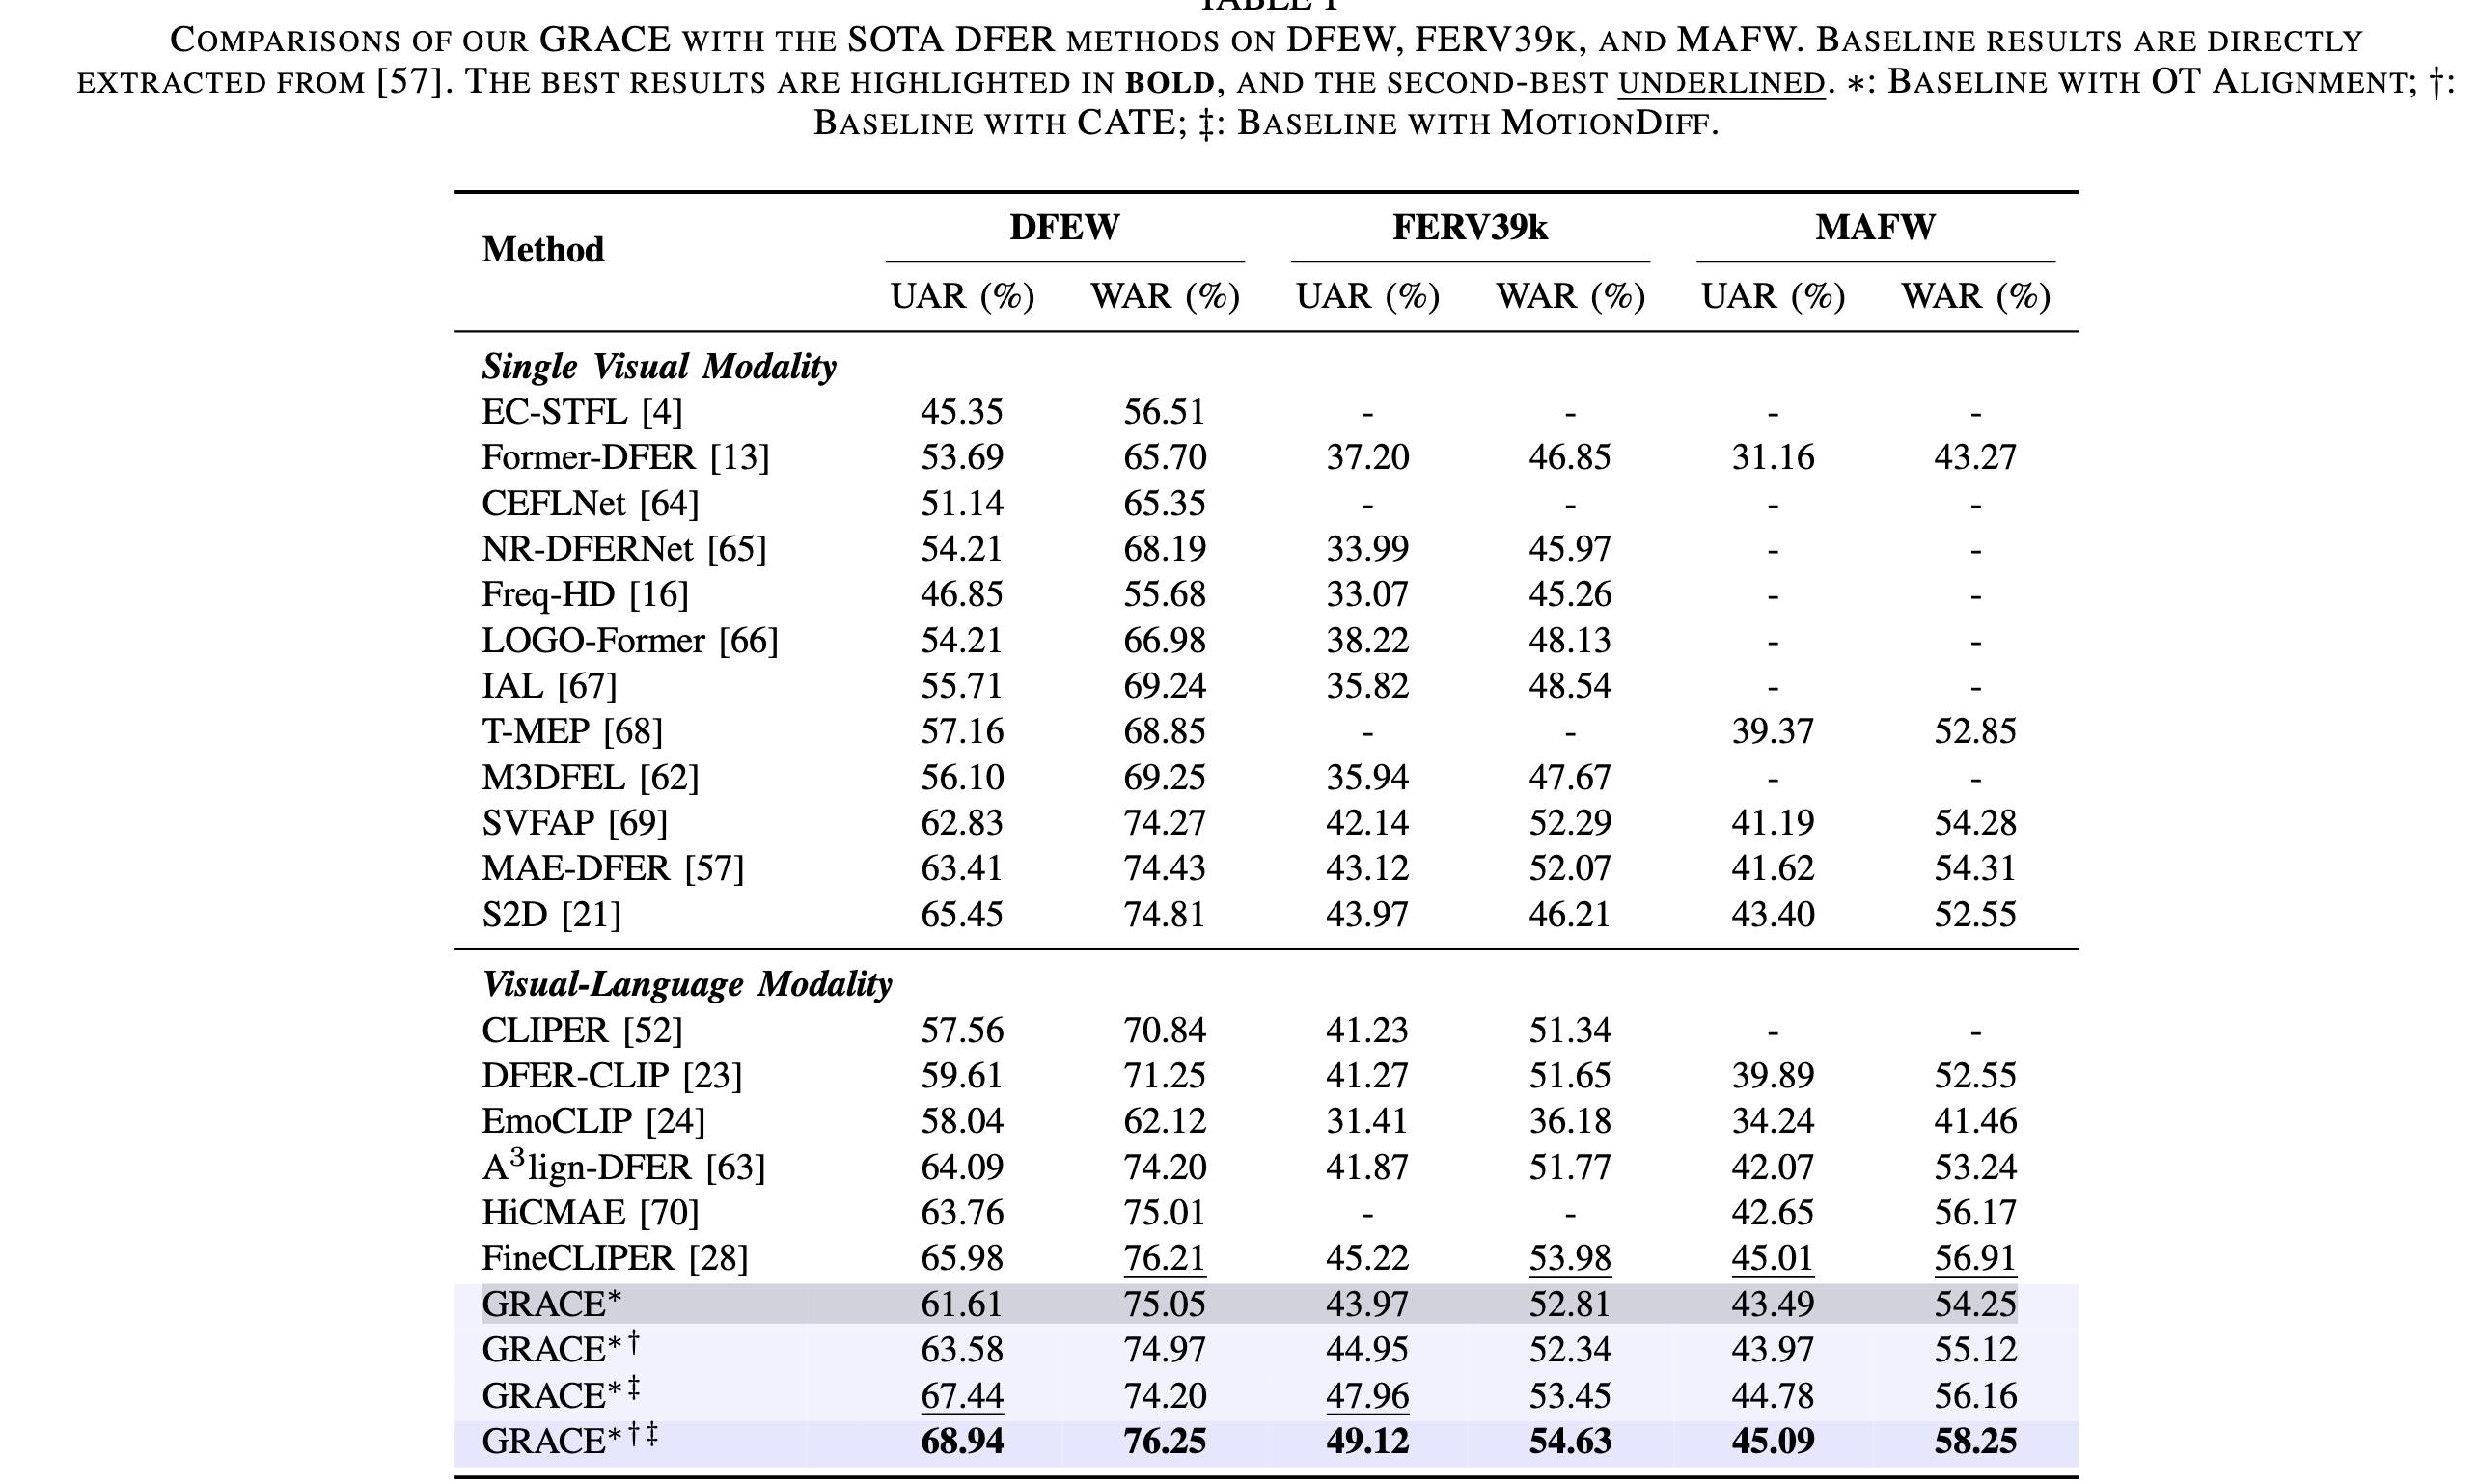 TABLE I
COMPARISONS OF OUR GRACE WITH THE SOTA DFER METHODS ON DFEW, FERV39K, AND MAFW. BASELINE RESULTS ARE DIRECTLY
EXTRACTED FROM [57]. THE BEST RESULTS ARE HIGHLIGHTED IN BOLD, AND THE SECOND-BEST UNDERLINED. *: BASELINE WITH OT ALIGNMENT; †:
BASELINE WITH CATE; ‡: BASELINE WITH MOTIONDIFF.
Method DFEW FERV39k MAFW
UAR (%) WAR (%) UAR (%) WAR (%) UAR (%) WAR (%)
Single Visual Modality
EC-STFL [4] 45.35 56.51 - - - -
Former-DFER [13] 53.69 65.70 37.20 46.85 31.16 43.27
CEFLNet [64] 51.14 65.35 - - - -
NR-DFERNet [65] 54.21 68.19 33.99 45.97 - -
Freq-HD [16] 46.85 55.68 33.07 45.26 - -
LOGO-Former [66] 54.21 66.98 38.22 48.13 - -
IAL [67] 55.71 69.24 35.82 48.54 - -
T-MEP [68] 57.16 68.85 - - 39.37 52.85
M3DFEL [62] 56.10 69.25 35.94 47.67 - -
SVFAP [69] 62.83 74.27 42.14 52.29 41.19 54.28
MAE-DFER [57] 63.41 74.43 43.12 52.07 41.62 54.31
S2D [21] 65.45 74.81 43.97 46.21 43.40 52.55
Visual-Language Modality
CLIPER [52] 57.56 70.84 41.23 51.34 - -
DFER-CLIP [23] 59.61 71.25 41.27 51.65 39.89 52.55
EmoCLIP [24] 58.04 62.12 31.41 36.18 34.24 41.46
A³lign-DFER [63] 64.09 74.20 41.87 51.77 42.07 53.24
HiCMAE [70] 63.76 75.01 - - 42.65 56.17
FineCLIPER [28] 65.98 76.21 45.22 53.98 45.01 56.91
GRACE* 61.61 75.05 43.97 52.81 43.49 54.25
GRACE*† 63.58 74.97 44.95 52.34 43.97 55.12
GRACE*‡ 67.44 74.20 47.96 53.45 44.78 56.16
GRACE*†‡ 68.94 76.25 49.12 54.63 45.09 58.25